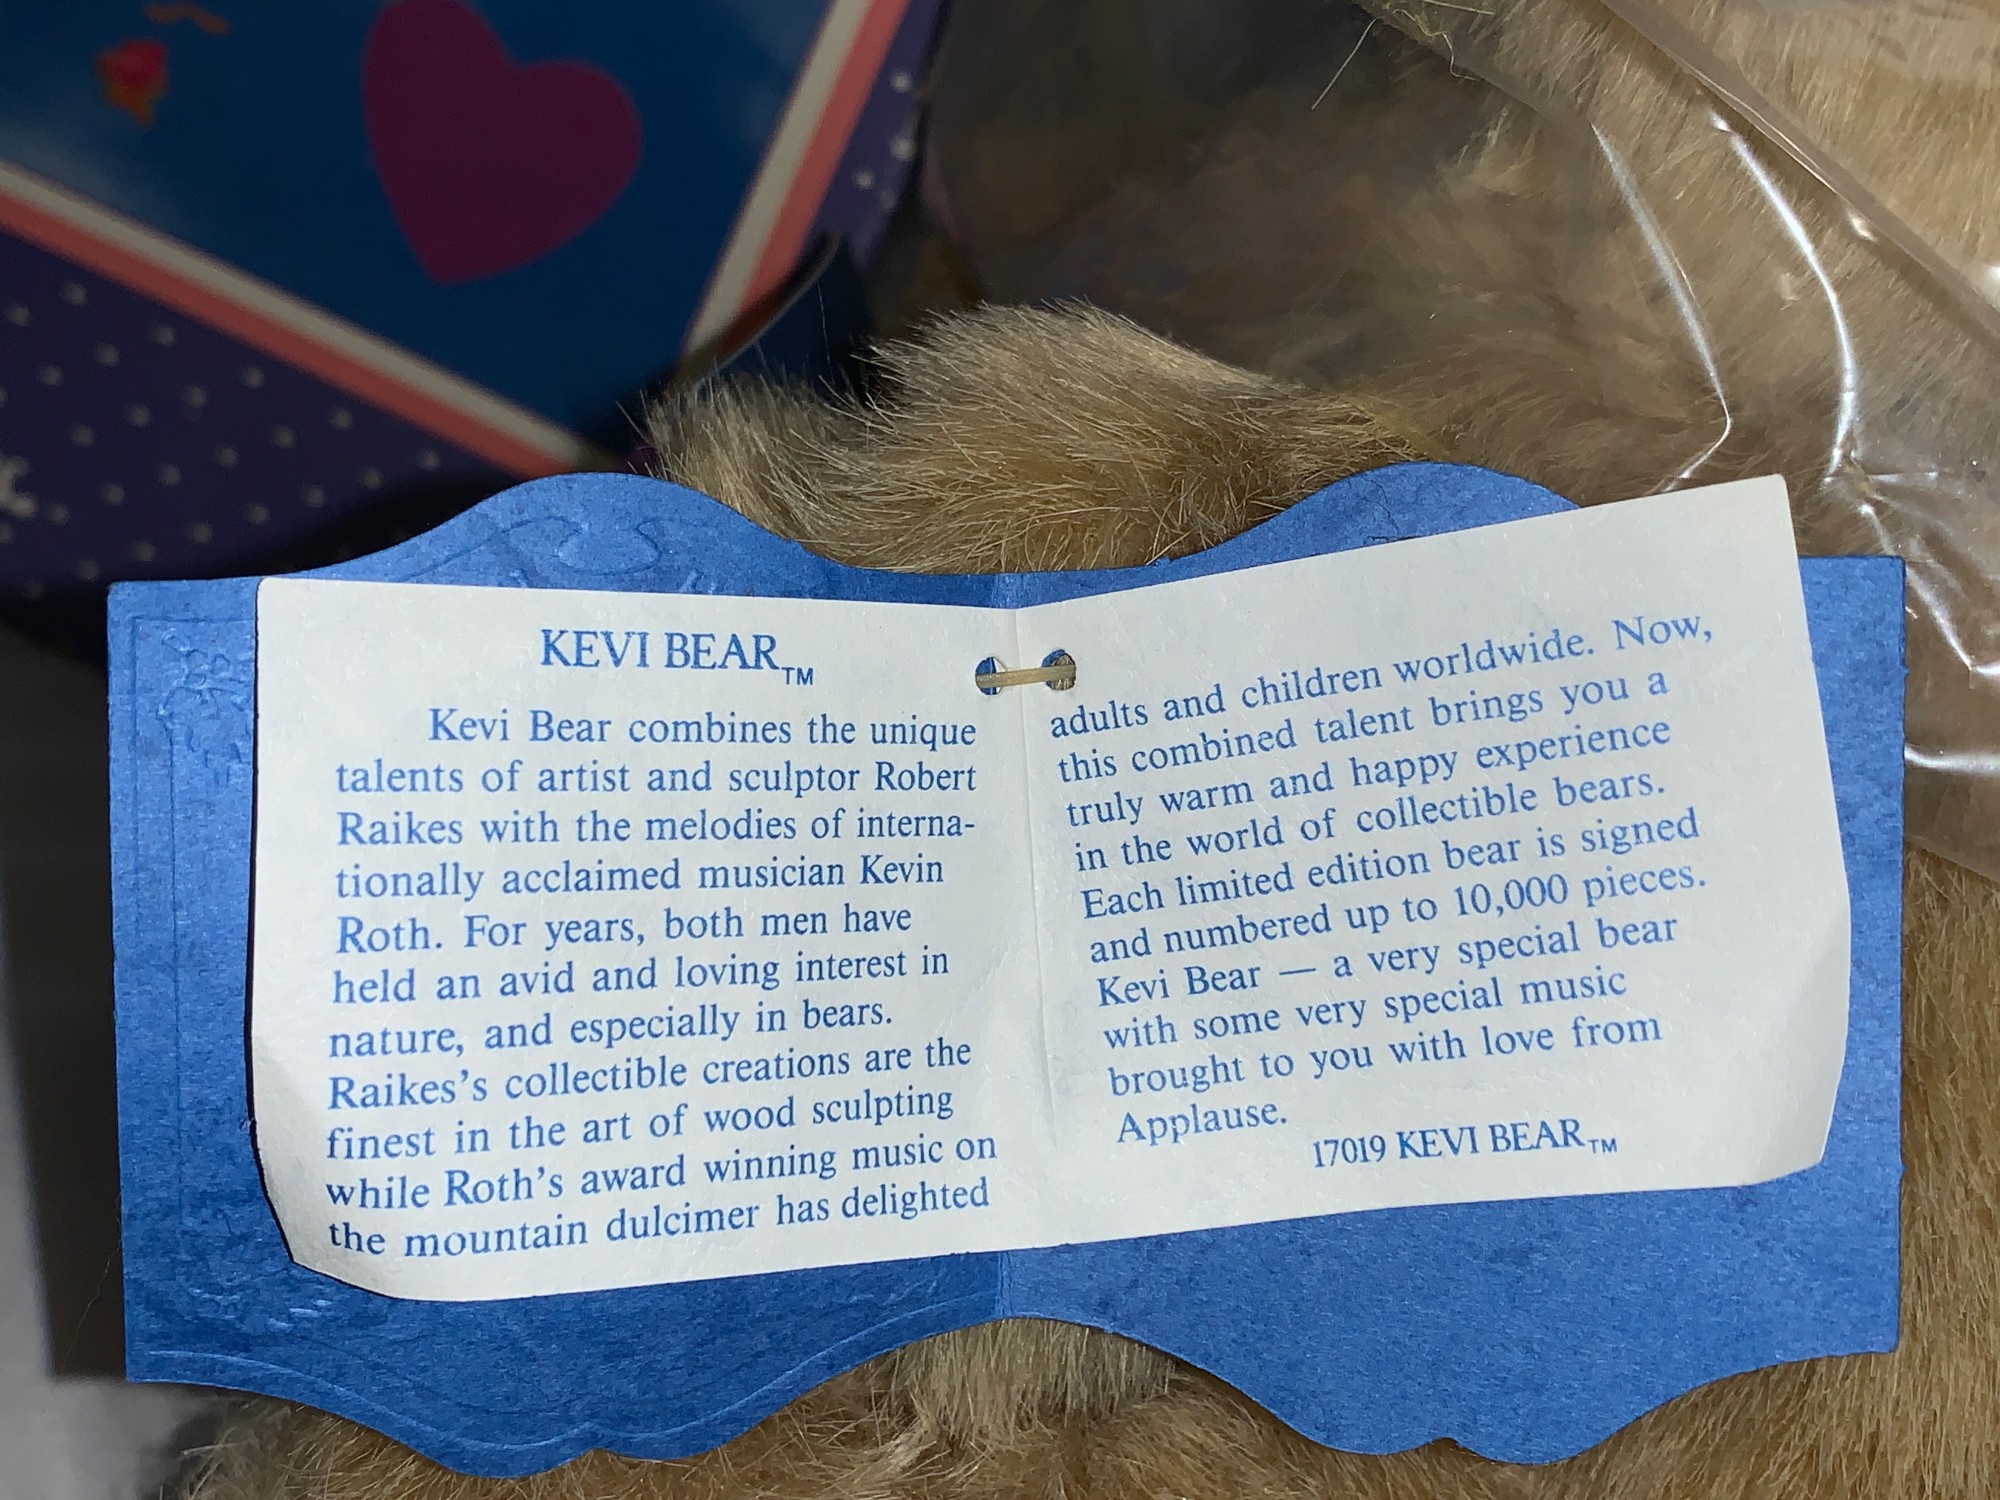 KEVI BEAR™
Kevi Bear combines the unique
talents of artist and sculptor Robert
Raikes with the melodies of interna-
tionally acclaimed musician Kevin
Roth. For years, both men have
held an avid and loving interest in
nature, and especially in bears.
Raikes's collectible creations are the
finest in the art of wood sculpting
while Roth's award winning music on
the mountain dulcimer has delighted
adults and children worldwide. Now,
this combined talent brings you a
truly warm and happy experience
in the world of collectible bears.
Each limited edition bear is signed
and numbered up to 10,000 pieces.
Kevi Bear — a very special bear
with some very special music
brought to you with love from
Applause.
17019 KEVI BEAR™